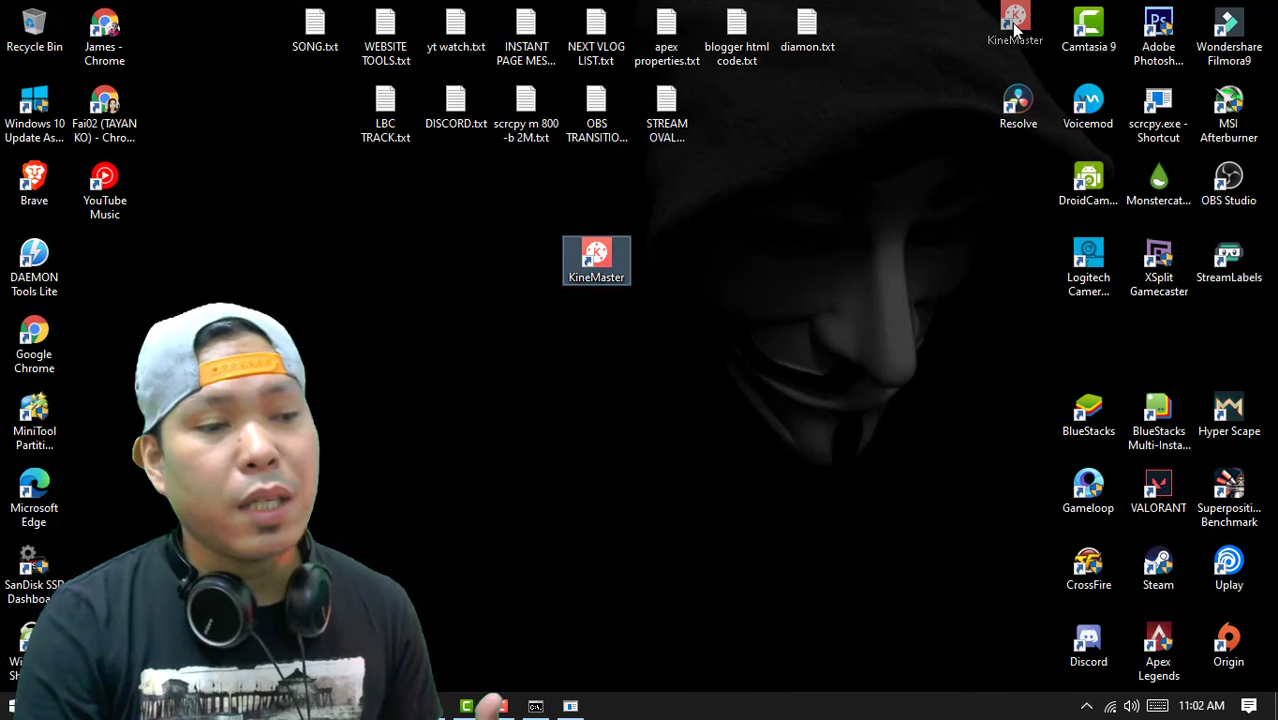 Recycle Bin
James -
Chrome
SONG.txt
WEBSITE
TOOLS.txt
yt watch.txt
INSTANT
PAGE MES...
NEXT VLOG
LIST.txt
apex
properties.txt
blogger html
code.txt
diamon.txt
KineMaster
Camtasia 9
Adobe
Photosh...
Wondershare
Filmora9
Windows 10
Update As...
Fai02 (TAYAN
KO) - Chro...
LBC
TRACK.txt
DISCORD.txt
scrcpy m 800
-b 2M.txt
OBS
TRANSITIO...
STREAM
OVAL...
Resolve
Voicemod
scrcpy.exe -
Shortcut
MSI
Afterburner
Brave
YouTube
Music
DroidCam...
Monstercat...
OBS Studio
DAEMON
Tools Lite
KineMaster
Logitech
Camer...
XSplit
Gamecaster
StreamLabels
Google
Chrome
MiniTool
Partiti...
BlueStacks
BlueStacks
Multi-Insta...
Hyper Scape
Microsoft
Edge
Gameloop
VALORANT
Superpositi...
Benchmark
SanDisk SSD
Dashboa...
CrossFire
Steam
Uplay
Discord
Apex
Legends
Origin
11:02 AM